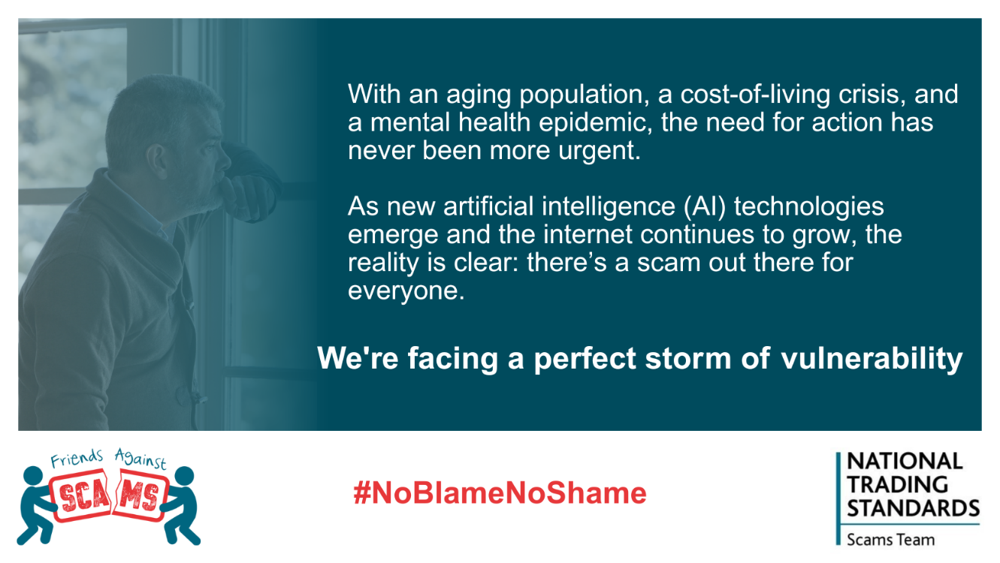 With an aging population, a cost-of-living crisis, and
a mental health epidemic, the need for action has
never been more urgent.
As new artificial intelligence (AI) technologies
emerge and the internet continues to grow, the
reality is clear: there’s a scam out there for
everyone.
We're facing a perfect storm of vulnerability
Friends Against
SCAMS
#NoBlameNoShame
NATIONAL
TRADING
STANDARDS
Scams Team